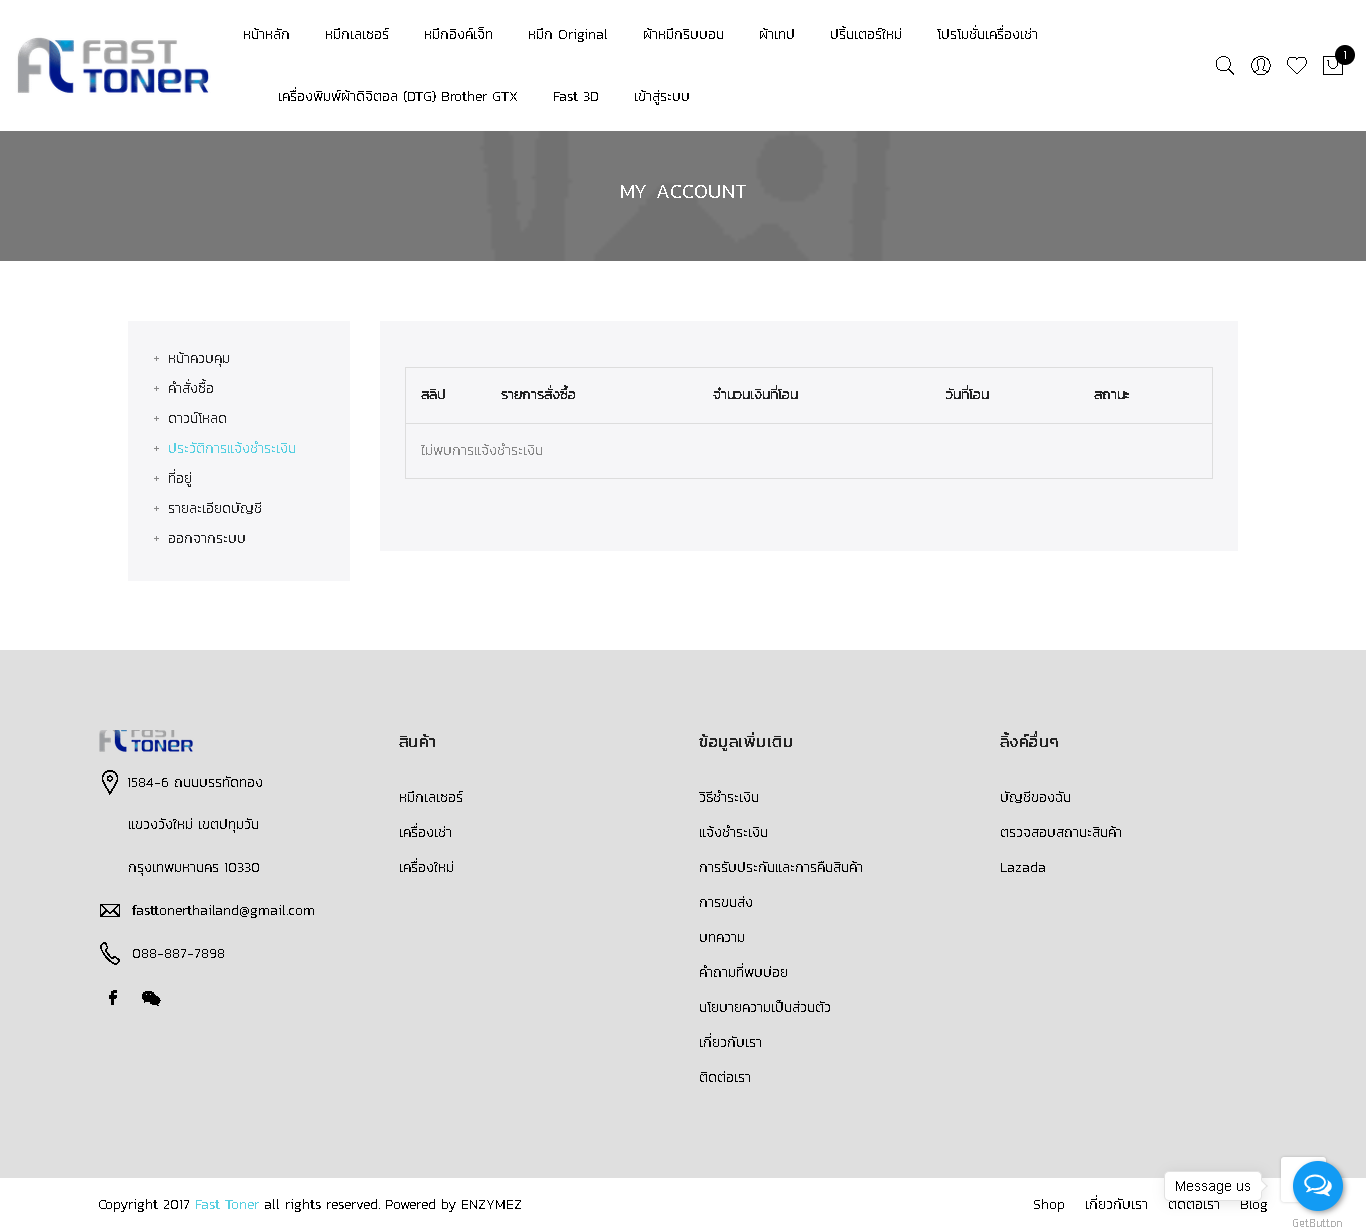 FAST
TONER
หน้าหลัก หมึกเลเซอร์ หมึกอิงค์เจ็ท หมึก Original ผ้าหมึกริบบอน ผ้าเทป ปริ้นเตอร์ใหม่ โปรโมชั่นเครื่องเช่า
เครื่องพิมพ์ผ้าดิจิตอล (DTG) Brother GTX Fast 3D เข้าสู่ระบบ
1
MY ACCOUNT
+ หน้าควบคุม
+ คำสั่งซื้อ
+ ดาวน์โหลด
+ ประวัติการแจ้งชำระเงิน
+ ที่อยู่
+ รายละเอียดบัญชี
+ ออกจากระบบ
สลิป รายการสั่งซื้อ จำนวนเงินที่โอน วันที่โอน สถานะ
ไม่พบการแจ้งชำระเงิน
FAST
TONER
1584-6 ถนนบรรทัดทอง
แขวงวังใหม่ เขตปทุมวัน
กรุงเทพมหานคร 10330
fasttonerthailand@gmail.com
088-887-7898
สินค้า
หมึกเลเซอร์
เครื่องเช่า
เครื่องใหม่
ข้อมูลเพิ่มเติม
วิธีชำระเงิน
แจ้งชำระเงิน
การรับประกันและการคืนสินค้า
การขนส่ง
บทความ
คำถามที่พบบ่อย
นโยบายความเป็นส่วนตัว
เกี่ยวกับเรา
ติดต่อเรา
ลิ้งค์อื่นๆ
บัญชีของฉัน
ตรวจสอบสถานะสินค้า
Lazada
Copyright 2017 Fast Toner all rights reserved. Powered by ENZYMEZ
Shop เกี่ยวกับเรา ติดต่อเรา Blog
Message us
GetButton